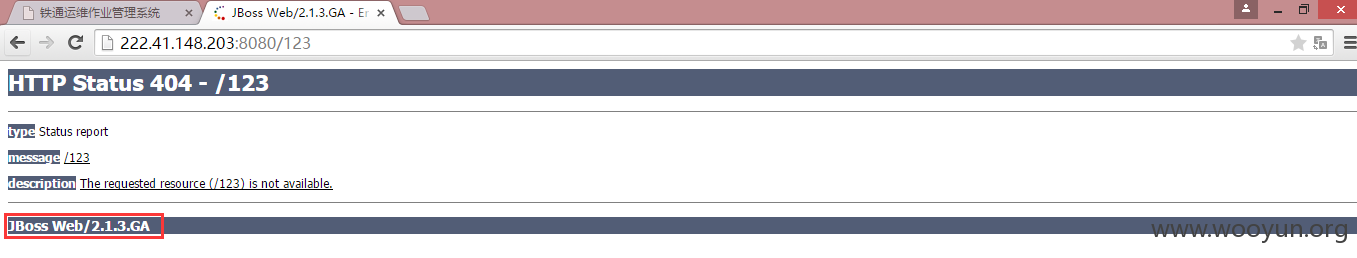 铁通运维作业管理系统
JBoss Web/2.1.3.GA - Er
222.41.148.203:8080/123
HTTP Status 404 - /123
type Status report
message /123
description The requested resource (/123) is not available.
JBoss Web/2.1.3.GA
www.wooyun.org